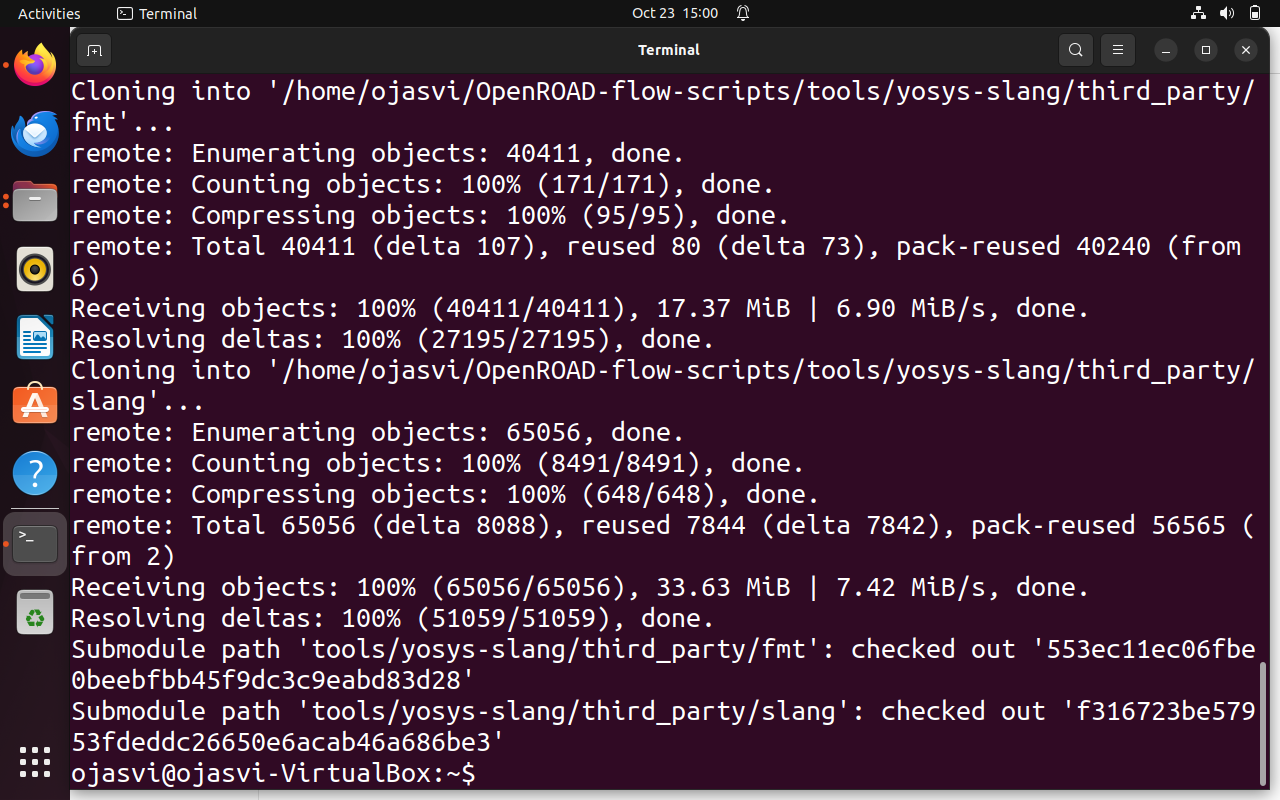 Activities Terminal Oct 23 15:00
Terminal
Cloning into '/home/ojasvi/OpenROAD-flow-scripts/tools/yosys-slang/third_party/
fmt'...
remote: Enumerating objects: 40411, done.
remote: Counting objects: 100% (171/171), done.
remote: Compressing objects: 100% (95/95), done.
remote: Total 40411 (delta 107), reused 80 (delta 73), pack-reused 40240 (from
6)
Receiving objects: 100% (40411/40411), 17.37 MiB | 6.90 MiB/s, done.
Resolving deltas: 100% (27195/27195), done.
Cloning into '/home/ojasvi/OpenROAD-flow-scripts/tools/yosys-slang/third_party/
slang'...
remote: Enumerating objects: 65056, done.
remote: Counting objects: 100% (8491/8491), done.
remote: Compressing objects: 100% (648/648), done.
remote: Total 65056 (delta 8088), reused 7844 (delta 7842), pack-reused 56565 (
from 2)
Receiving objects: 100% (65056/65056), 33.63 MiB | 7.42 MiB/s, done.
Resolving deltas: 100% (51059/51059), done.
Submodule path 'tools/yosys-slang/third_party/fmt': checked out '553ec11ec06fbe
0beebfbb45f9dc3c9eabd83d28'
Submodule path 'tools/yosys-slang/third_party/slang': checked out 'f316723be579
53fdeddc26650e6acab46a686be3'
ojasvi@ojasvi-VirtualBox:~$